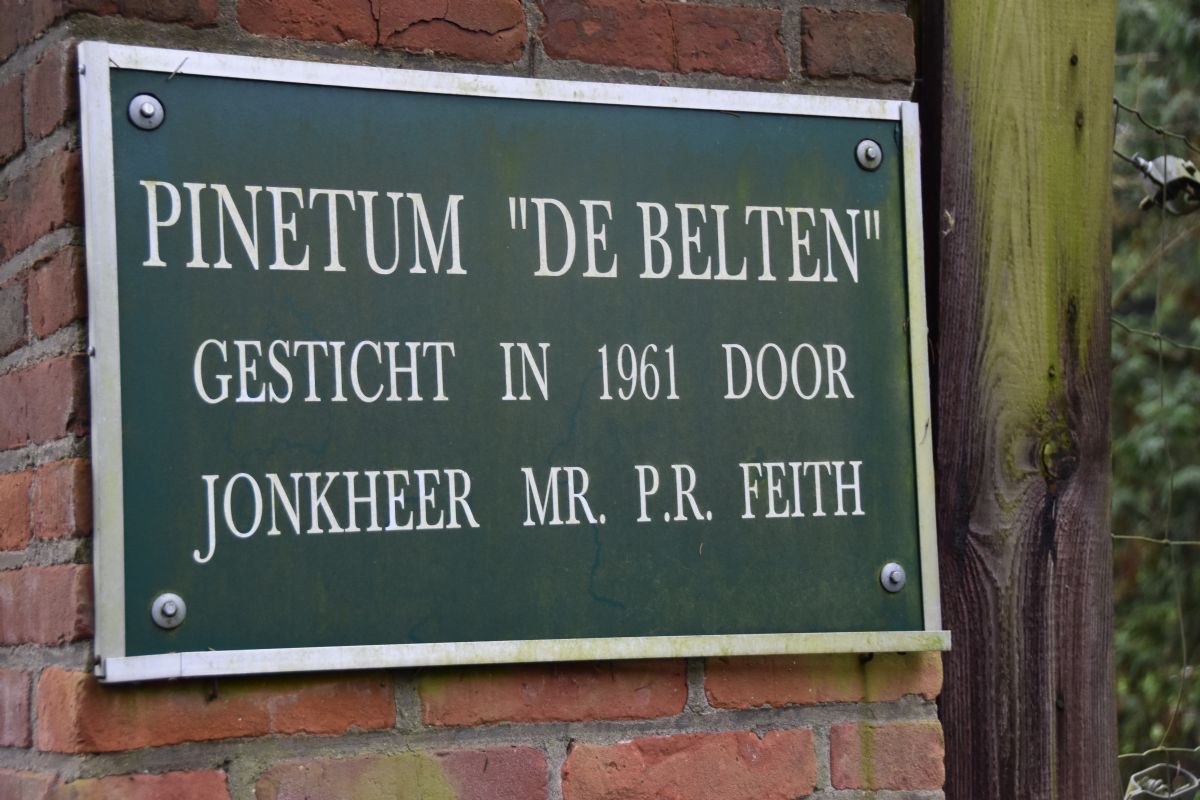 PINETUM "DE BELTEN"
GESTICHT IN 1961 DOOR
JONKHEER MR. P.R. FEITH